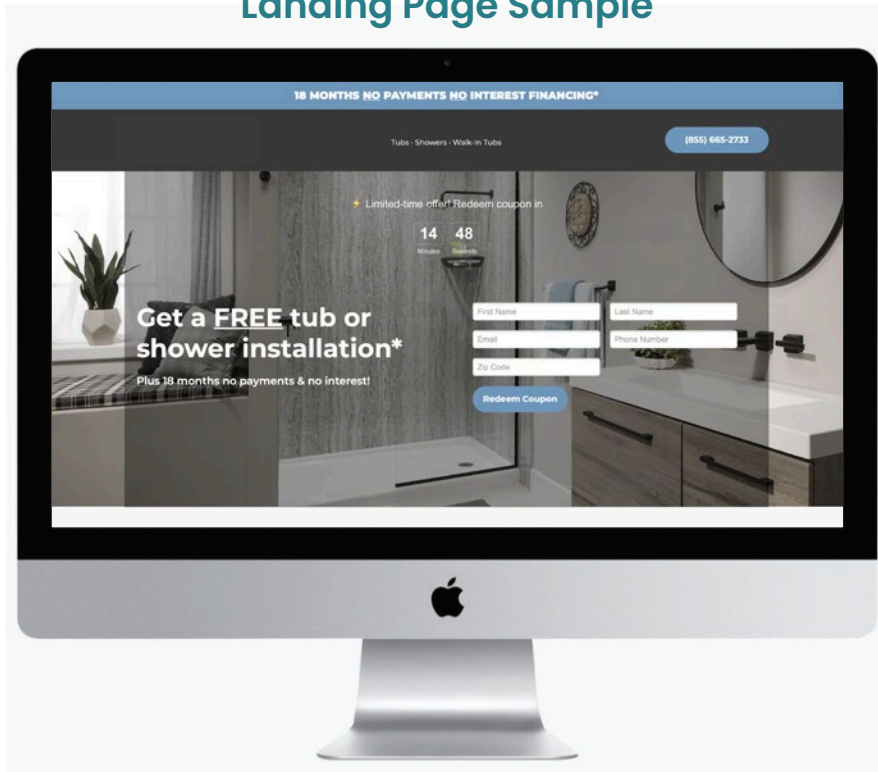 Landing Page Sample
18 MONTHS NO PAYMENTS NO INTEREST FINANCING*
Tubs · Showers · Walk-In Tubs
(855) 665-2733
⚡ Limited-time offer! Redeem coupon in
14 48
Minutes Seconds
Get a FREE tub or
shower installation*
Plus 18 months no payments & no interest!
First Name
Last Name
Email
Phone Number
Zip Code
Redeem Coupon